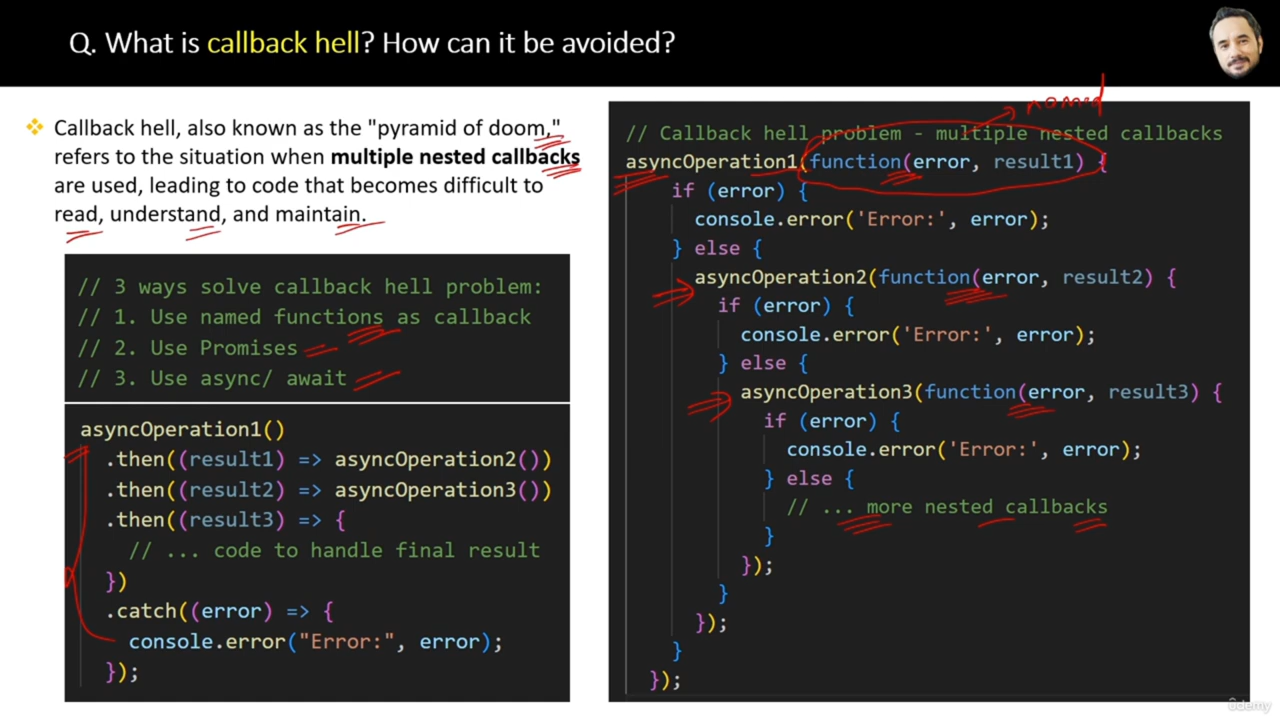 Q. What is callback hell? How can it be avoided?
❖ Callback hell, also known as the "pyramid of doom,"
refers to the situation when multiple nested callbacks
are used, leading to code that becomes difficult to
read, understand, and maintain.
// 3 ways solve callback hell problem:
// 1. Use named functions as callback
// 2. Use Promises
// 3. Use async/ await
asyncOperation1()
.then((result1) => asyncOperation2())
.then((result2) => asyncOperation3())
.then((result3) => {
// ... code to handle final result
})
.catch((error) => {
console.error("Error:", error);
});
named
// Callback hell problem - multiple nested callbacks
asyncOperation1(function(error, result1) {
if (error) {
console.error('Error:', error);
} else {
asyncOperation2(function(error, result2) {
if (error) {
console.error('Error:', error);
} else {
asyncOperation3(function(error, result3) {
if (error) {
console.error('Error:', error);
} else {
// ... more nested callbacks
}
});
}
});
}
});
ûdemy